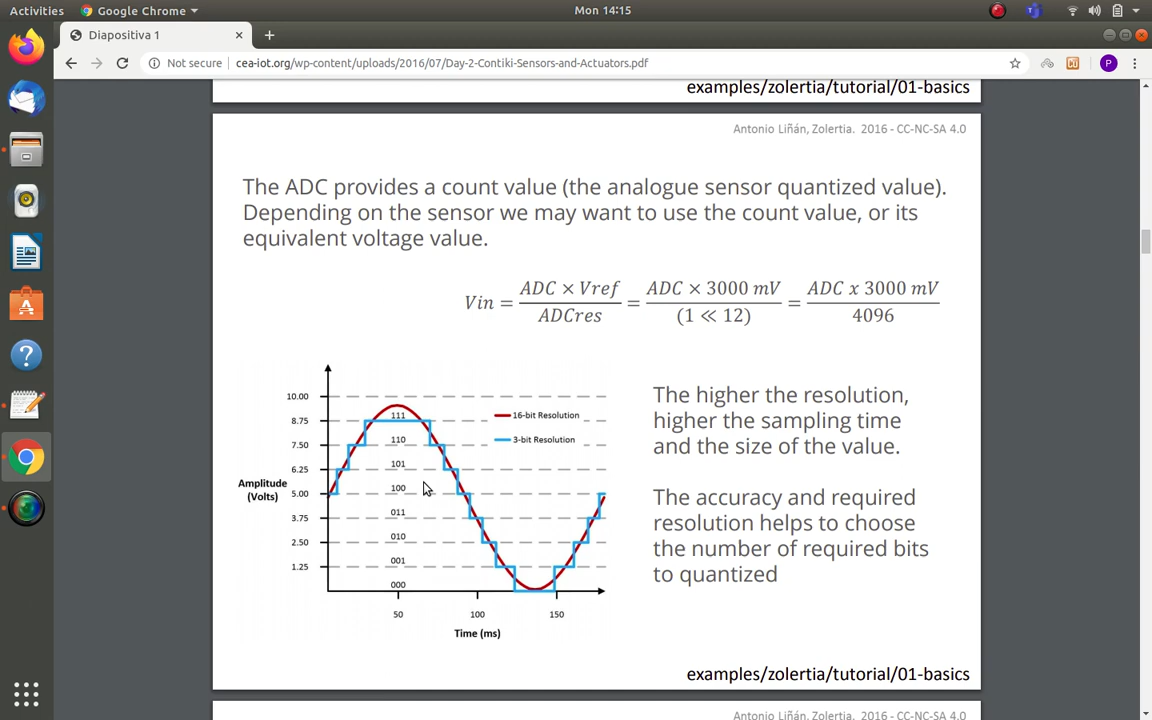 Activities Google Chrome Mon 14:15
Diapositiva 1
Not secure cea-iot.org/wp-content/uploads/2016/07/Day-2-Contiki-Sensors-and-Actuators.pdf P
examples/zolertia/tutorial/01-basics
Antonio Liñán, Zolertia. 2016 - CC-NC-SA 4.0
The ADC provides a count value (the analogue sensor quantized value).
Depending on the sensor we may want to use the count value, or its
equivalent voltage value.
Vin = ADC × Vref / ADCres = ADC × 3000 mV / (1 ≪ 12) = ADC x 3000 mV / 4096
10.00
8.75
7.50
6.25
5.00
3.75
2.50
1.25
Amplitude
(Volts)
111
110
101
100
011
010
001
000
16-bit Resolution
3-bit Resolution
50 100 150
Time (ms)
The higher the resolution,
higher the sampling time
and the size of the value.
The accuracy and required
resolution helps to choose
the number of required bits
to quantized
examples/zolertia/tutorial/01-basics
Antonio Liñán, Zolertia. 2016 - CC-NC-SA 4.0